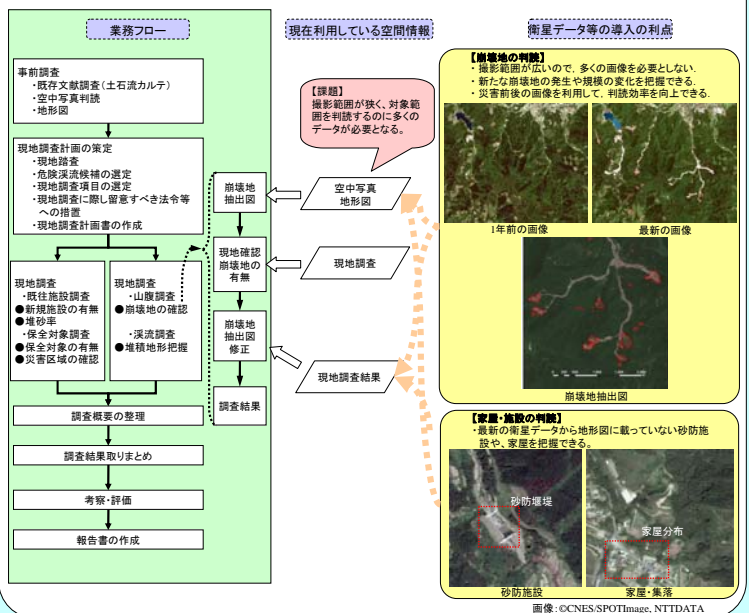 業務フロー
現在利用している空間情報
衛星データ等の導入の利点
事前調査
・既存文献調査（土石流カルテ）
・空中写真判読
・地形図
現地調査計画の策定
・現地踏査
・危険渓流候補の選定
・現地調査項目の選定
・現地調査に際し留意すべき法令等
への措置
・現地調査計画書の作成
現地調査
・既往施設調査
●新規施設の有無
●堆砂率
・保全対象調査
●保全対象の有無
●災害区域の確認
現地調査
・山腹調査
●崩壊地の確認
・渓流調査
●堆積地形把握
調査概要の整理
調査結果取りまとめ
考察・評価
報告書の作成
崩壊地
抽出図
現地確認
崩壊地の
有無
崩壊地
抽出図
修正
調査結果
【課題】
撮影範囲が狭く、対象範
囲を判読するのに多くの
データが必要となる。
空中写真
地形図
現地調査
現地調査結果
【崩壊地の判読】
・撮影範囲が広いので，多くの画像を必要としない．
・新たな崩壊地の発生や規模の変化を把握できる．
・災害前後の画像を利用して，判読効率を向上できる．
1年前の画像
最新の画像
崩壊地抽出図
【家屋・施設の判読】
・最新の衛星データから地形図に載っていない砂防施
設や、家屋を把握できる。
砂防堰堤
家屋分布
砂防施設
家屋・集落
画像：©CNES/SPOTImage, NTTDATA